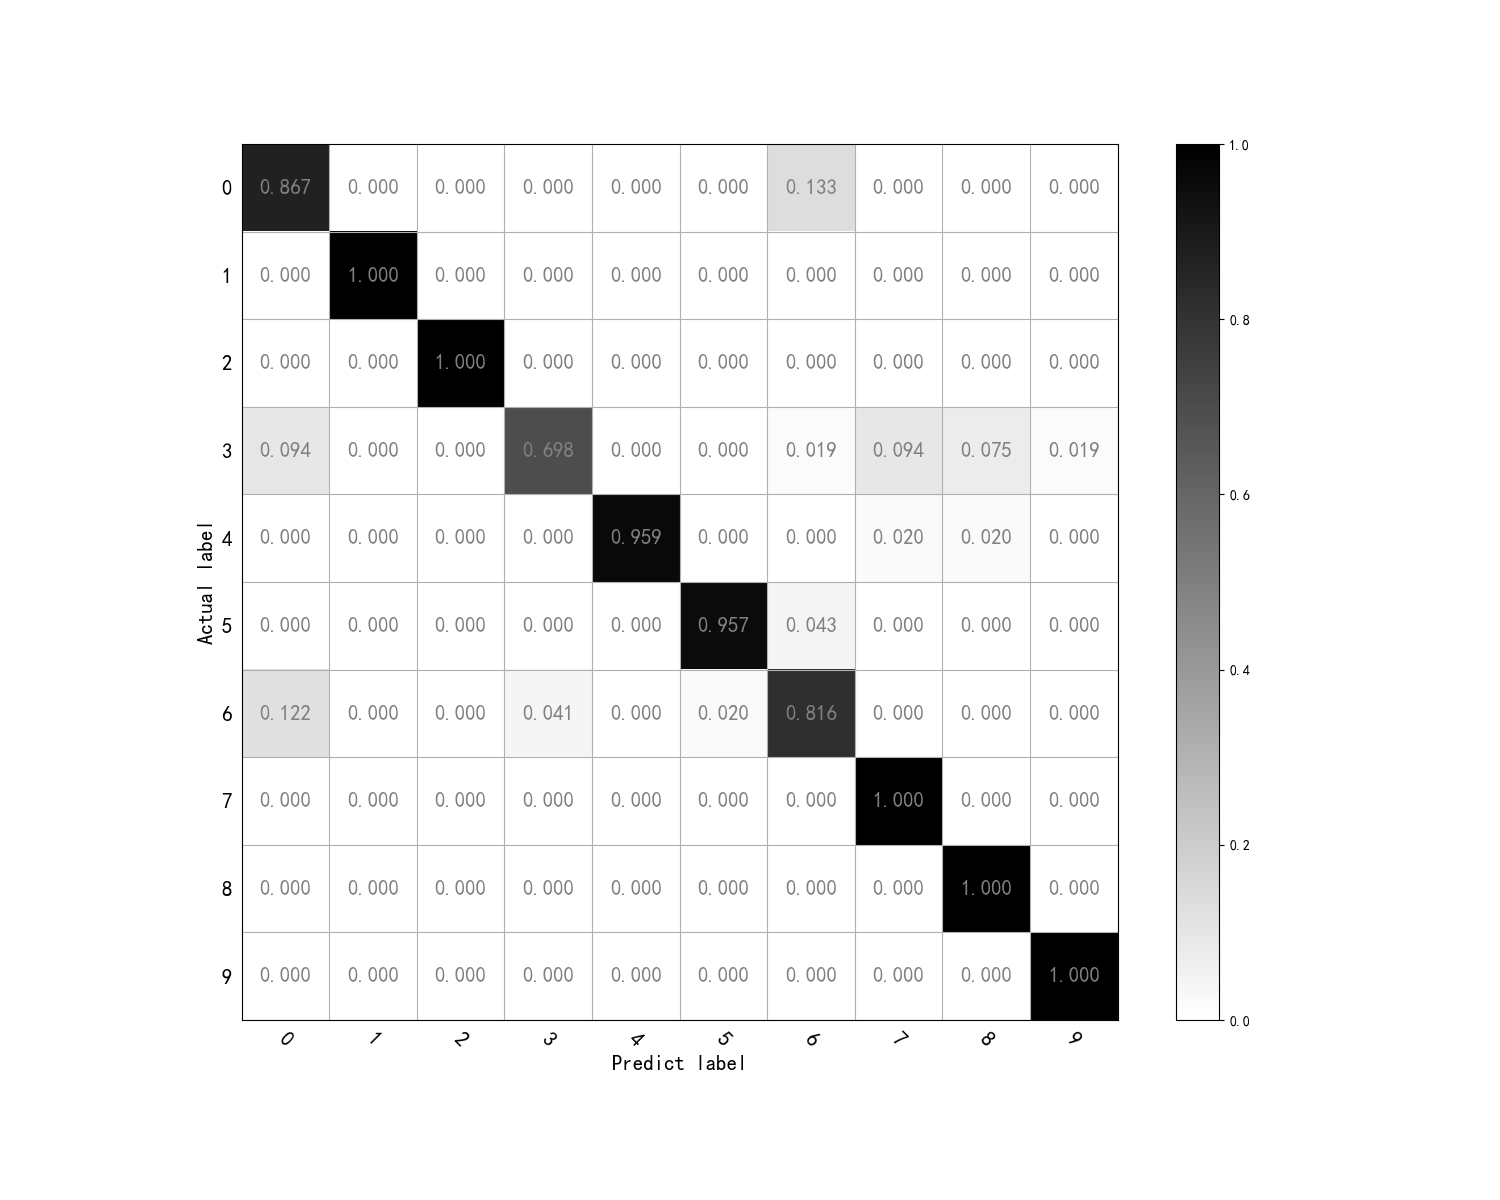 1.0
0 0.867 0.000 0.000 0.000 0.000 0.000 0.133 0.000 0.000 0.000
1 0.000 1.000 0.000 0.000 0.000 0.000 0.000 0.000 0.000 0.000
0.8
2 0.000 0.000 1.000 0.000 0.000 0.000 0.000 0.000 0.000 0.000
3 0.094 0.000 0.000 0.698 0.000 0.000 0.019 0.094 0.075 0.019
0.6
4 0.000 0.000 0.000 0.000 0.959 0.000 0.000 0.020 0.020 0.000
Actual label
5 0.000 0.000 0.000 0.000 0.000 0.957 0.043 0.000 0.000 0.000
0.4
6 0.122 0.000 0.000 0.041 0.000 0.020 0.816 0.000 0.000 0.000
7 0.000 0.000 0.000 0.000 0.000 0.000 0.000 1.000 0.000 0.000
0.2
8 0.000 0.000 0.000 0.000 0.000 0.000 0.000 0.000 1.000 0.000
9 0.000 0.000 0.000 0.000 0.000 0.000 0.000 0.000 0.000 1.000
0.0
0 1 2 3 4 5 6 7 8 9
Predict label